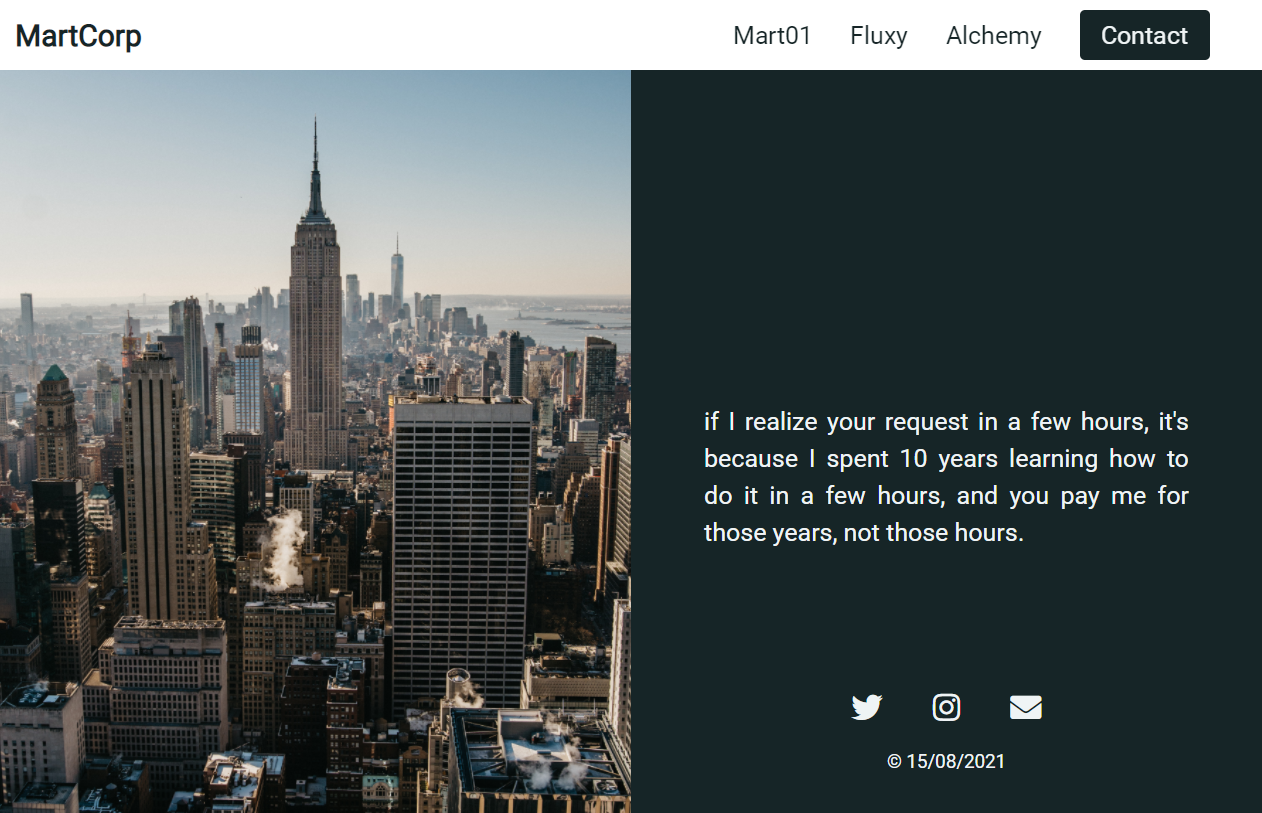 MartCorp
Mart01 Fluxy Alchemy Contact
if I realize your request in a few hours, it's
because I spent 10 years learning how to
do it in a few hours, and you pay me for
those years, not those hours.
© 15/08/2021